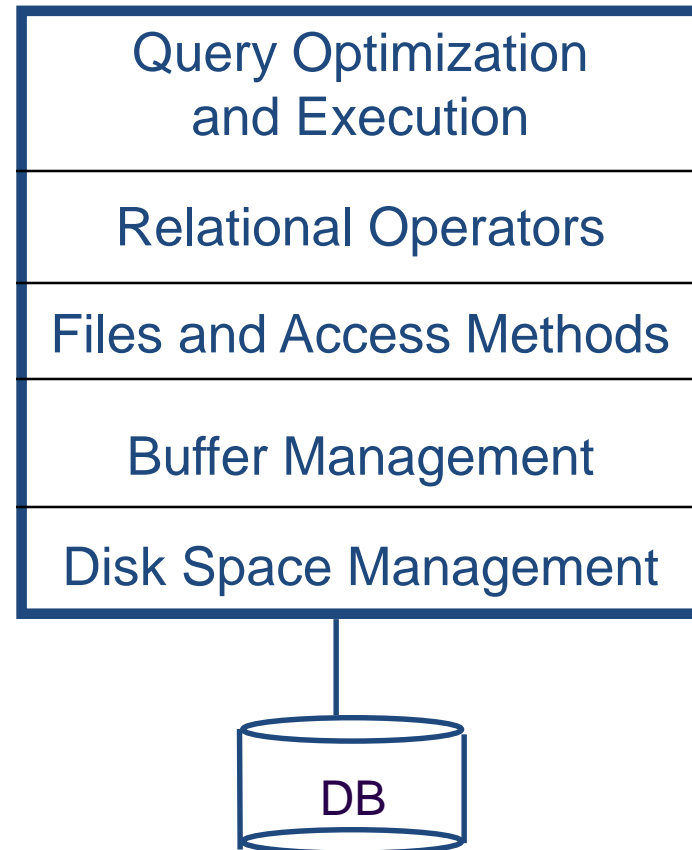 Query Optimization
and Execution
Relational Operators
Files and Access Methods
Buffer Management
Disk Space Management
DB